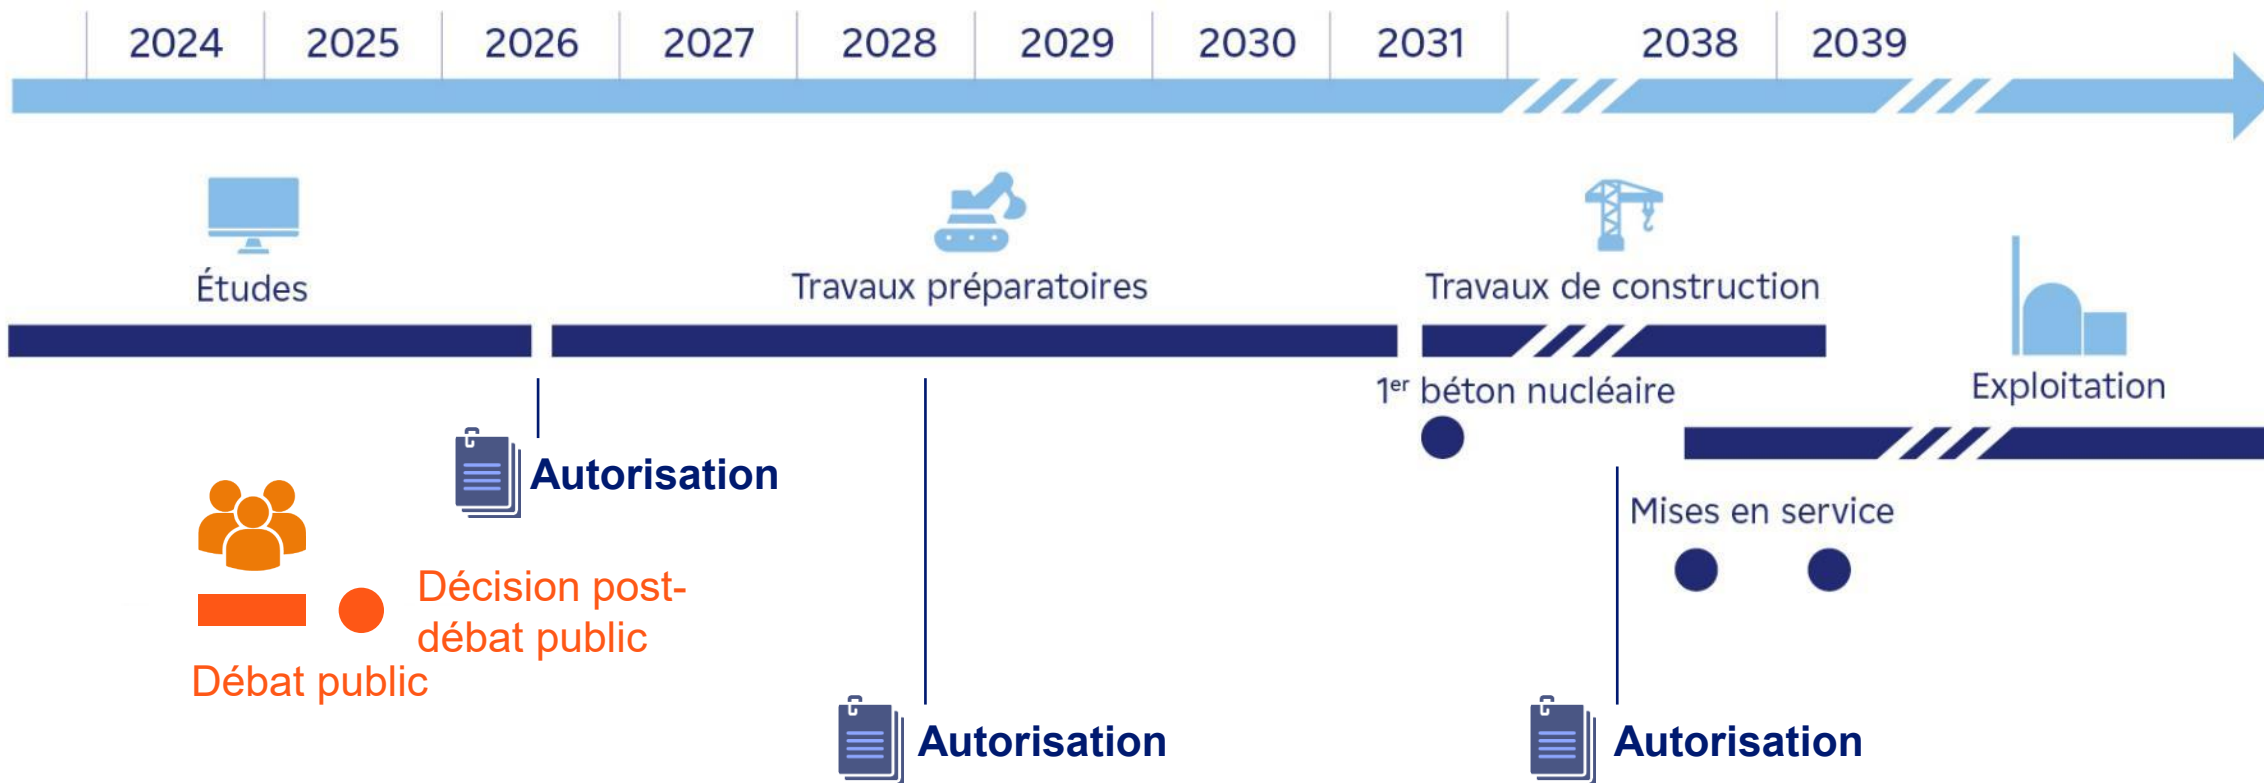 2024 2025 2026 2027 2028 2029 2030 2031 2038 2039
Études
Travaux préparatoires
Travaux de construction
1er béton nucléaire
Exploitation
Autorisation
Mises en service
Décision post-
débat public
Débat public
Autorisation
Autorisation